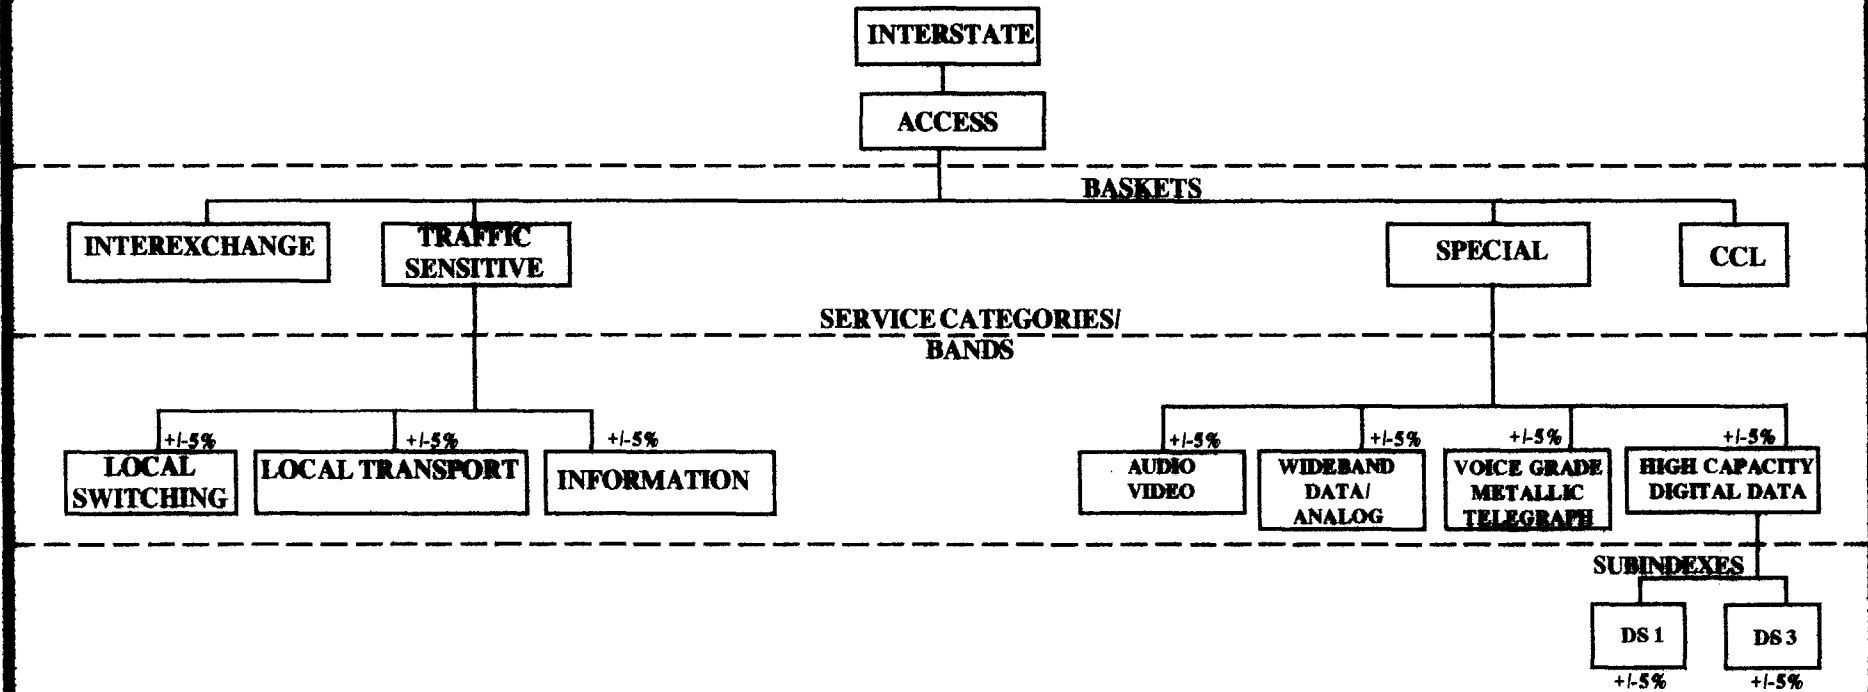 INTERSTATE
ACCESS
BASKETS
INTEREXCHANGE
TRAFFIC
SENSITIVE
SPECIAL
CCL
SERVICE CATEGORIES/
BANDS
+/-5%
LOCAL
SWITCHING
+/-5%
LOCAL TRANSPORT
+/-5%
INFORMATION
+/-5%
AUDIO
VIDEO
+/-5%
WIDEBAND
DATA/
ANALOG
+/-5%
VOICE GRADE
METALLIC
TELEGRAPH
+/-5%
HIGH CAPACITY
DIGITAL DATA
SUBINDEXES
DS 1
+/-5%
DS 3
+/-5%